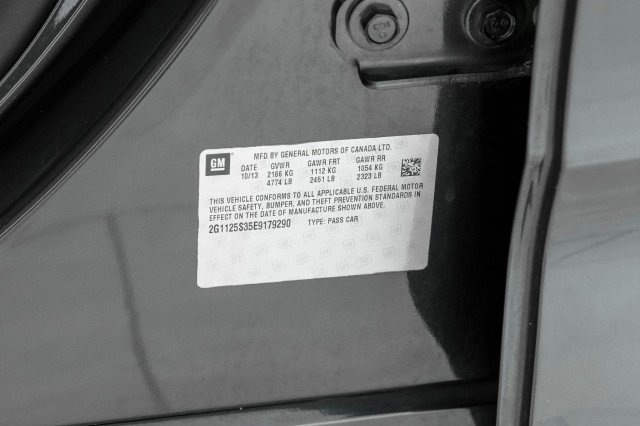 GM
MFD BY GENERAL MOTORS OF CANADA LTD.
DATE GVWR GAWR FRT GAWR RR
10/13 2166 KG 1112 KG 1054 KG
4774 LB 2451 LB 2323 LB
THIS VEHICLE CONFORMS TO ALL APPLICABLE U.S. FEDERAL MOTOR
VEHICLE SAFETY, BUMPER, AND THEFT PREVENTION STANDARDS IN
EFFECT ON THE DATE OF MANUFACTURE SHOWN ABOVE.
2G1125S35E9179290 TYPE: PASS CAR